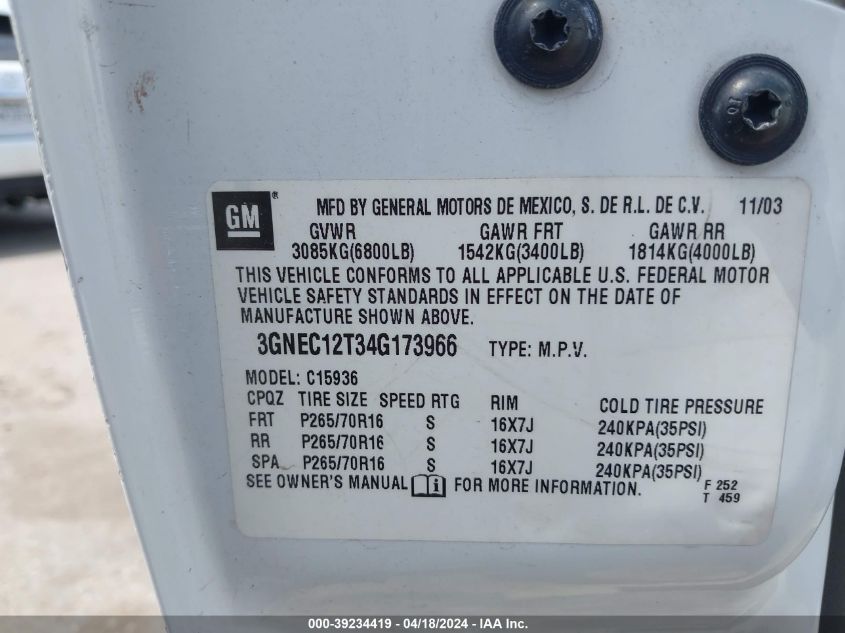 GM® MFD BY GENERAL MOTORS DE MEXICO, S. DE R.L. DE C.V. 11/03
GVWR GAWR FRT GAWR RR
3085KG(6800LB) 1542KG(3400LB) 1814KG(4000LB)
THIS VEHICLE CONFORMS TO ALL APPLICABLE U.S. FEDERAL MOTOR
VEHICLE SAFETY STANDARDS IN EFFECT ON THE DATE OF
MANUFACTURE SHOWN ABOVE.
3GNEC12T34G173966 TYPE: M.P.V.
MODEL: C15936
CPQZ TIRE SIZE SPEED RTG RIM COLD TIRE PRESSURE
FRT P265/70R16 S 16X7J 240KPA(35PSI)
RR P265/70R16 S 16X7J 240KPA(35PSI)
SPA P265/70R16 S 16X7J 240KPA(35PSI)
SEE OWNER'S MANUAL FOR MORE INFORMATION. F 252
T 459
000-39234419 - 04/18/2024 - IAA Inc.